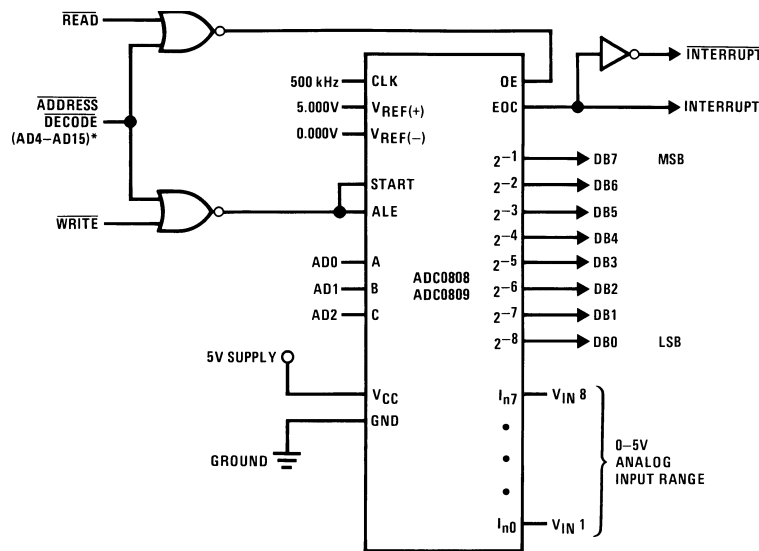 READ
ADDRESS
DECODE
(AD4–AD15)*
WRITE
500 kHz
CLK
5.000V
VREF(+)
0.000V
VREF(–)
START
ALE
AD0
A
AD1
B
AD2
C
5V SUPPLY
VCC
GND
GROUND
ADC0808
ADC0809
OE
EOC
INTERRUPT
INTERRUPT
2–1 DB7 MSB
2–2 DB6
2–3 DB5
2–4 DB4
2–5 DB3
2–6 DB2
2–7 DB1
2–8 DB0 LSB
In7 VIN 8
0–5V
ANALOG
INPUT RANGE
In0 VIN 1